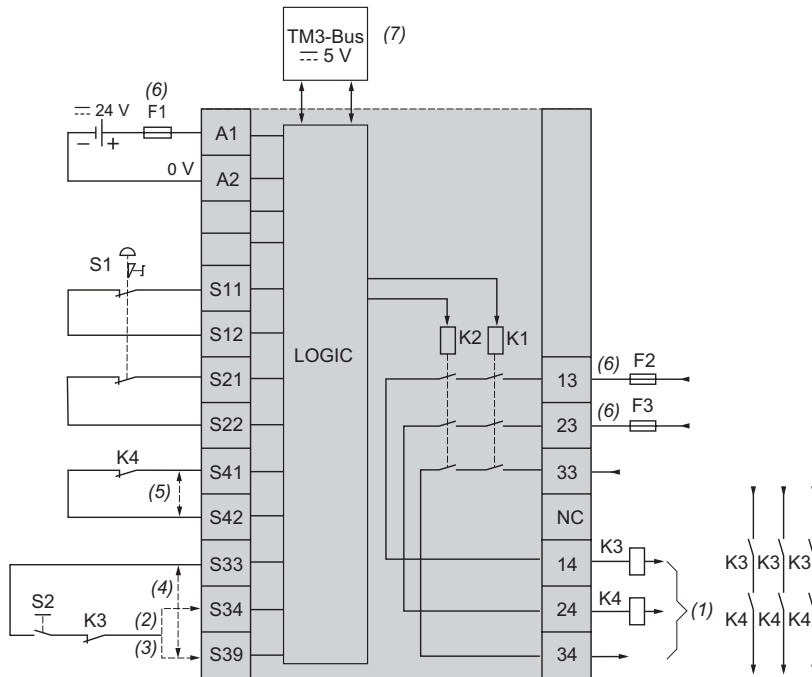 TM3-Bus
5 V
(7)
(6)
24 V
F1
− +
0 V
A1
A2
S1
S11
S12
S21
S22
K4
S41
(5)
S42
S33
(4)
S2
K3
(2)
S34
(3)
S39
LOGIC
K2
K1
13
(6)
F2
23
(6)
F3
33
NC
14
K3
24
K4
(1)
34
K3 K3 K3
K4 K4 K4